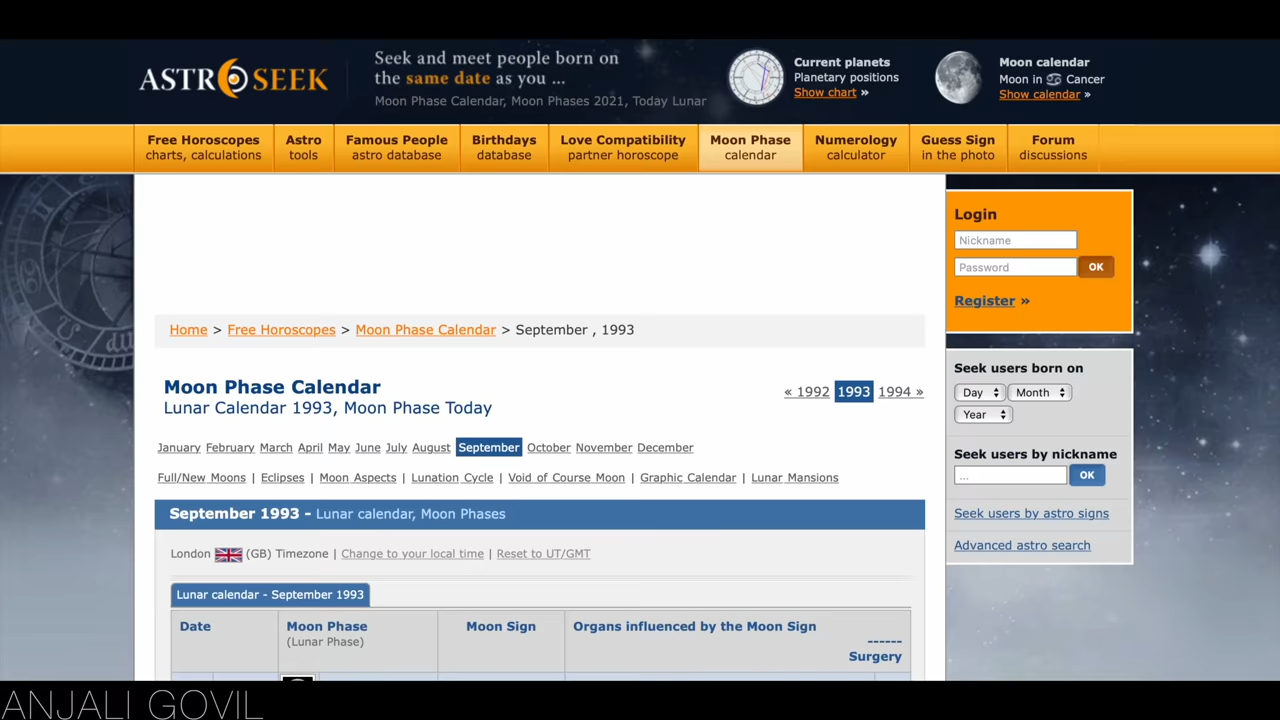 ASTROSEEK
Seek and meet people born on
the same date as you ...
Moon Phase Calendar, Moon Phases 2021, Today Lunar
Current planets
Planetary positions
Show chart »
Moon calendar
Moon in ♋ Cancer
Show calendar »
Free Horoscopes
charts, calculations
Astro
tools
Famous People
astro database
Birthdays
database
Love Compatibility
partner horoscope
Moon Phase
calendar
Numerology
calculator
Guess Sign
in the photo
Forum
discussions
Login
Nickname
Password
OK
Register »
Home > Free Horoscopes > Moon Phase Calendar > September , 1993
Moon Phase Calendar
Lunar Calendar 1993, Moon Phase Today
« 1992 1993 1994 »
January February March April May June July August September October November December
Full/New Moons | Eclipses | Moon Aspects | Lunation Cycle | Void of Course Moon | Graphic Calendar | Lunar Mansions
Seek users born on
Day Month
Year
Seek users by nickname
... OK
Seek users by astro signs
Advanced astro search
September 1993 - Lunar calendar, Moon Phases
London (GB) Timezone | Change to your local time | Reset to UT/GMT
Lunar calendar - September 1993
Date
Moon Phase
(Lunar Phase)
Moon Sign
Organs influenced by the Moon Sign
------
Surgery
ANJALI GOVIL